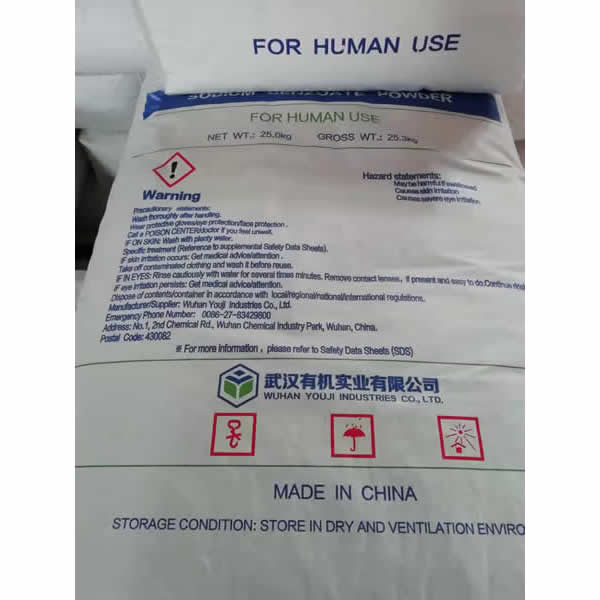 FOR HUMAN USE
SODIUM BENZOATE POWDER
FOR HUMAN USE
NET WT.: 25.0kg GROSS WT.: 25.3kg
Hazard statements:
May be harmful if swallowed
Causes skin irritation
Causes severe eye irritation
Warning
Precautionary statements:
Wash thoroughly after handling.
Wear protective gloves/eye protection/face protection.
Call a POISON CENTER/doctor if you feel unwell.
IF ON SKIN: Wash with plenty water.
Specific treatment (Reference to supplemental Safety Data Sheets).
IF skin irritation occurs: Get medical advice/attention.
Take off contaminated clothing and wash it before reuse.
IF IN EYES: Rinse cautiously with water for several times minutes. Remove contact lenses, if present and easy to do.Continue
IF eye irritation persists: Get medical advice/attention.
Dispose of contents/container in accordance with local/regional/national/international regulations.
Manufacturer/Supplier: Wuhan Youji Industries Co., Ltd.
Emergency Phone Number: 0086-27-83429800
Address: No.1, 2nd Chemical Rd., Wuhan Chemical Industry Park, Wuhan, China.
Postal Code: 430082
※ For more information , please refer to Safety Data Sheets (SDS)
武汉有机实业有限公司
WUHAN YOUJI INDUSTRIES CO., LTD.
MADE IN CHINA
STORAGE CONDITION: STORE IN DRY AND VENTILATION ENVIRO